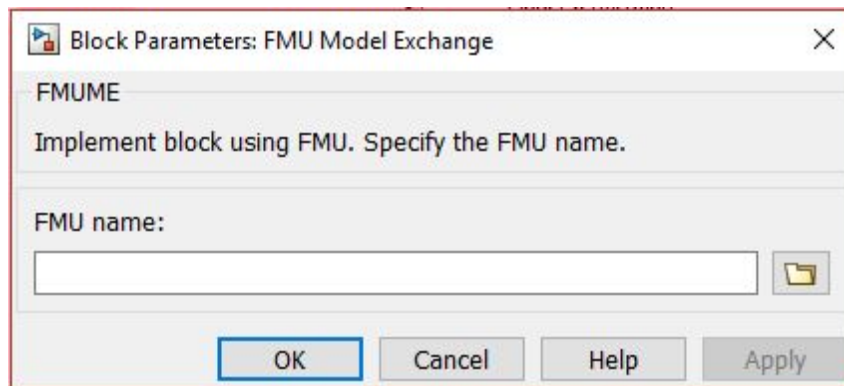 Block Parameters: FMU Model Exchange
FMUME
Implement block using FMU. Specify the FMU name.
FMU name:
OK Cancel Help Apply